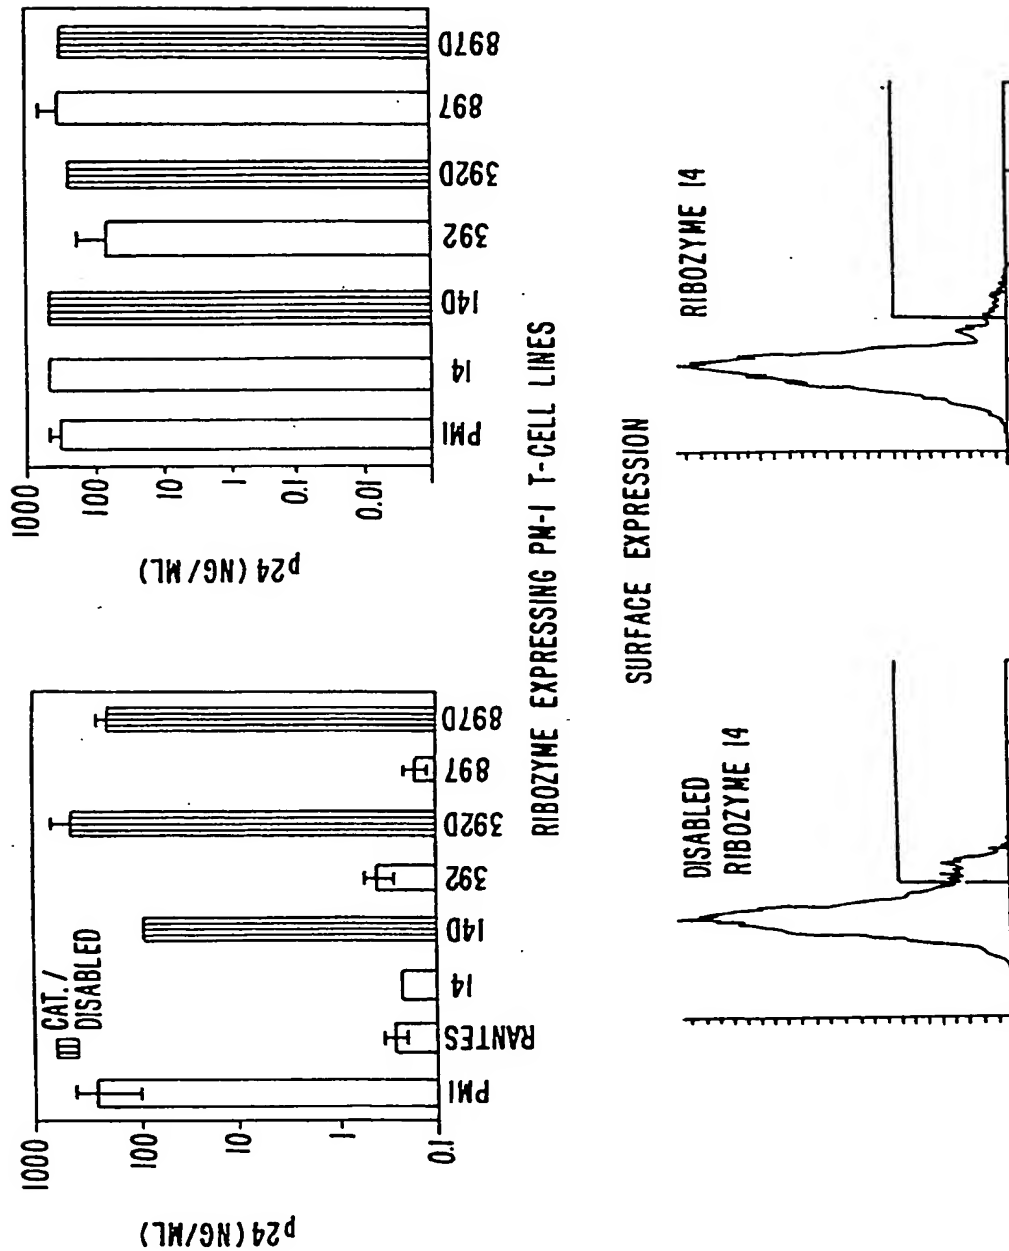 p24 (NG/ML)
1000
100
10
1
0.1
CAT./
DISABLED
PM1
RANTES
14
14D
392
392D
897
897D
p24 (NG/ML)
1000
100
10
1
0.1
0.01
PM1
14
14D
392
392D
897
897D
RIBOZYME EXPRESSING PM-1 T-CELL LINES
SURFACE EXPRESSION
DISABLED
RIBOZYME 14
RIBOZYME 14